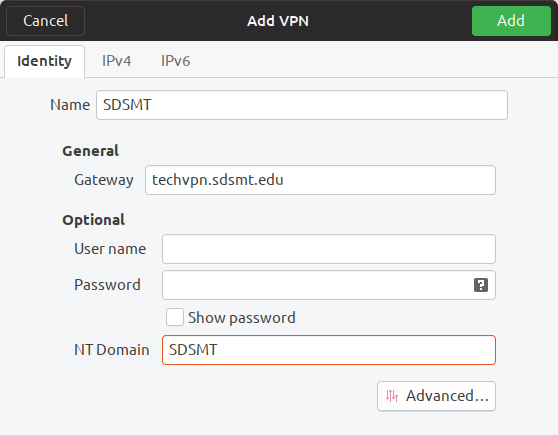 Cancel Add VPN Add
Identity IPv4 IPv6
Name SDSMT
General
Gateway techvpn.sdsmt.edu
Optional
User name
Password ?
Show password
NT Domain SDSMT
Advanced...